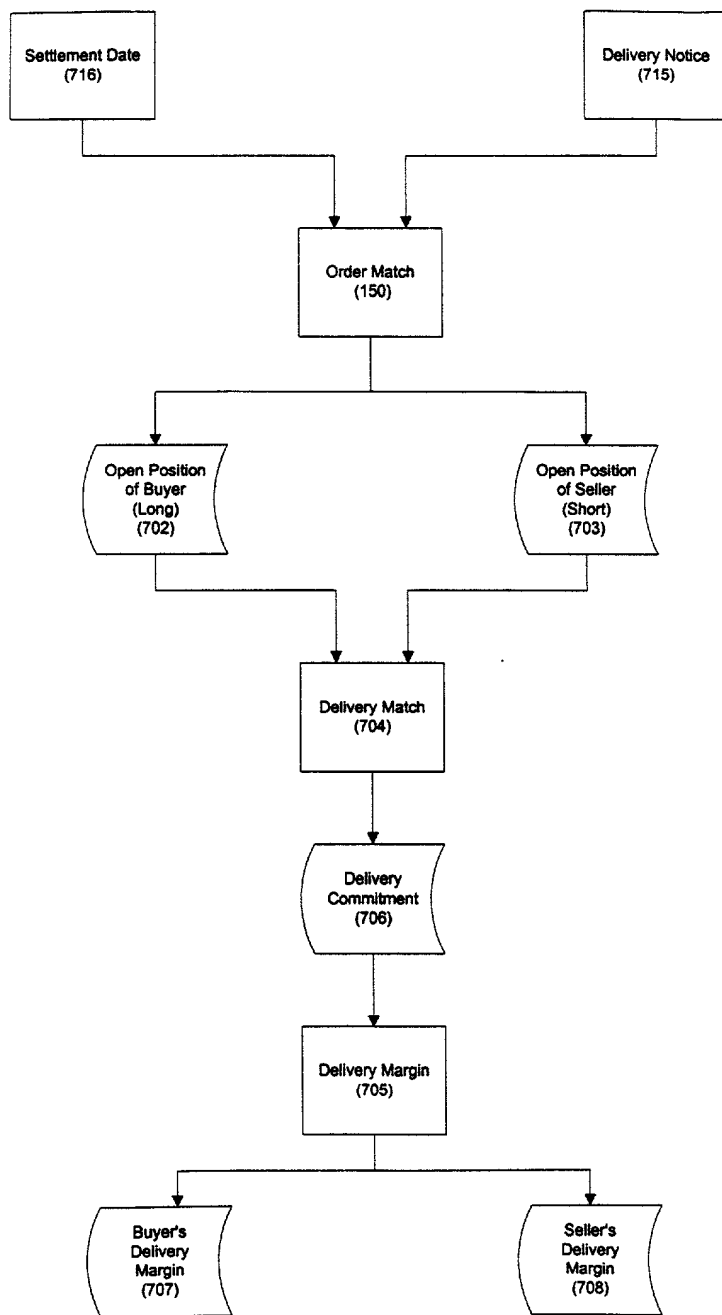 Settlement Date
(716)
Delivery Notice
(715)
Order Match
(150)
Open Position
of Buyer
(Long)
(702)
Open Position
of Seller
(Short)
(703)
Delivery Match
(704)
Delivery
Commitment
(706)
Delivery Margin
(705)
Buyer's
Delivery
Margin
(707)
Seller's
Delivery
Margin
(708)